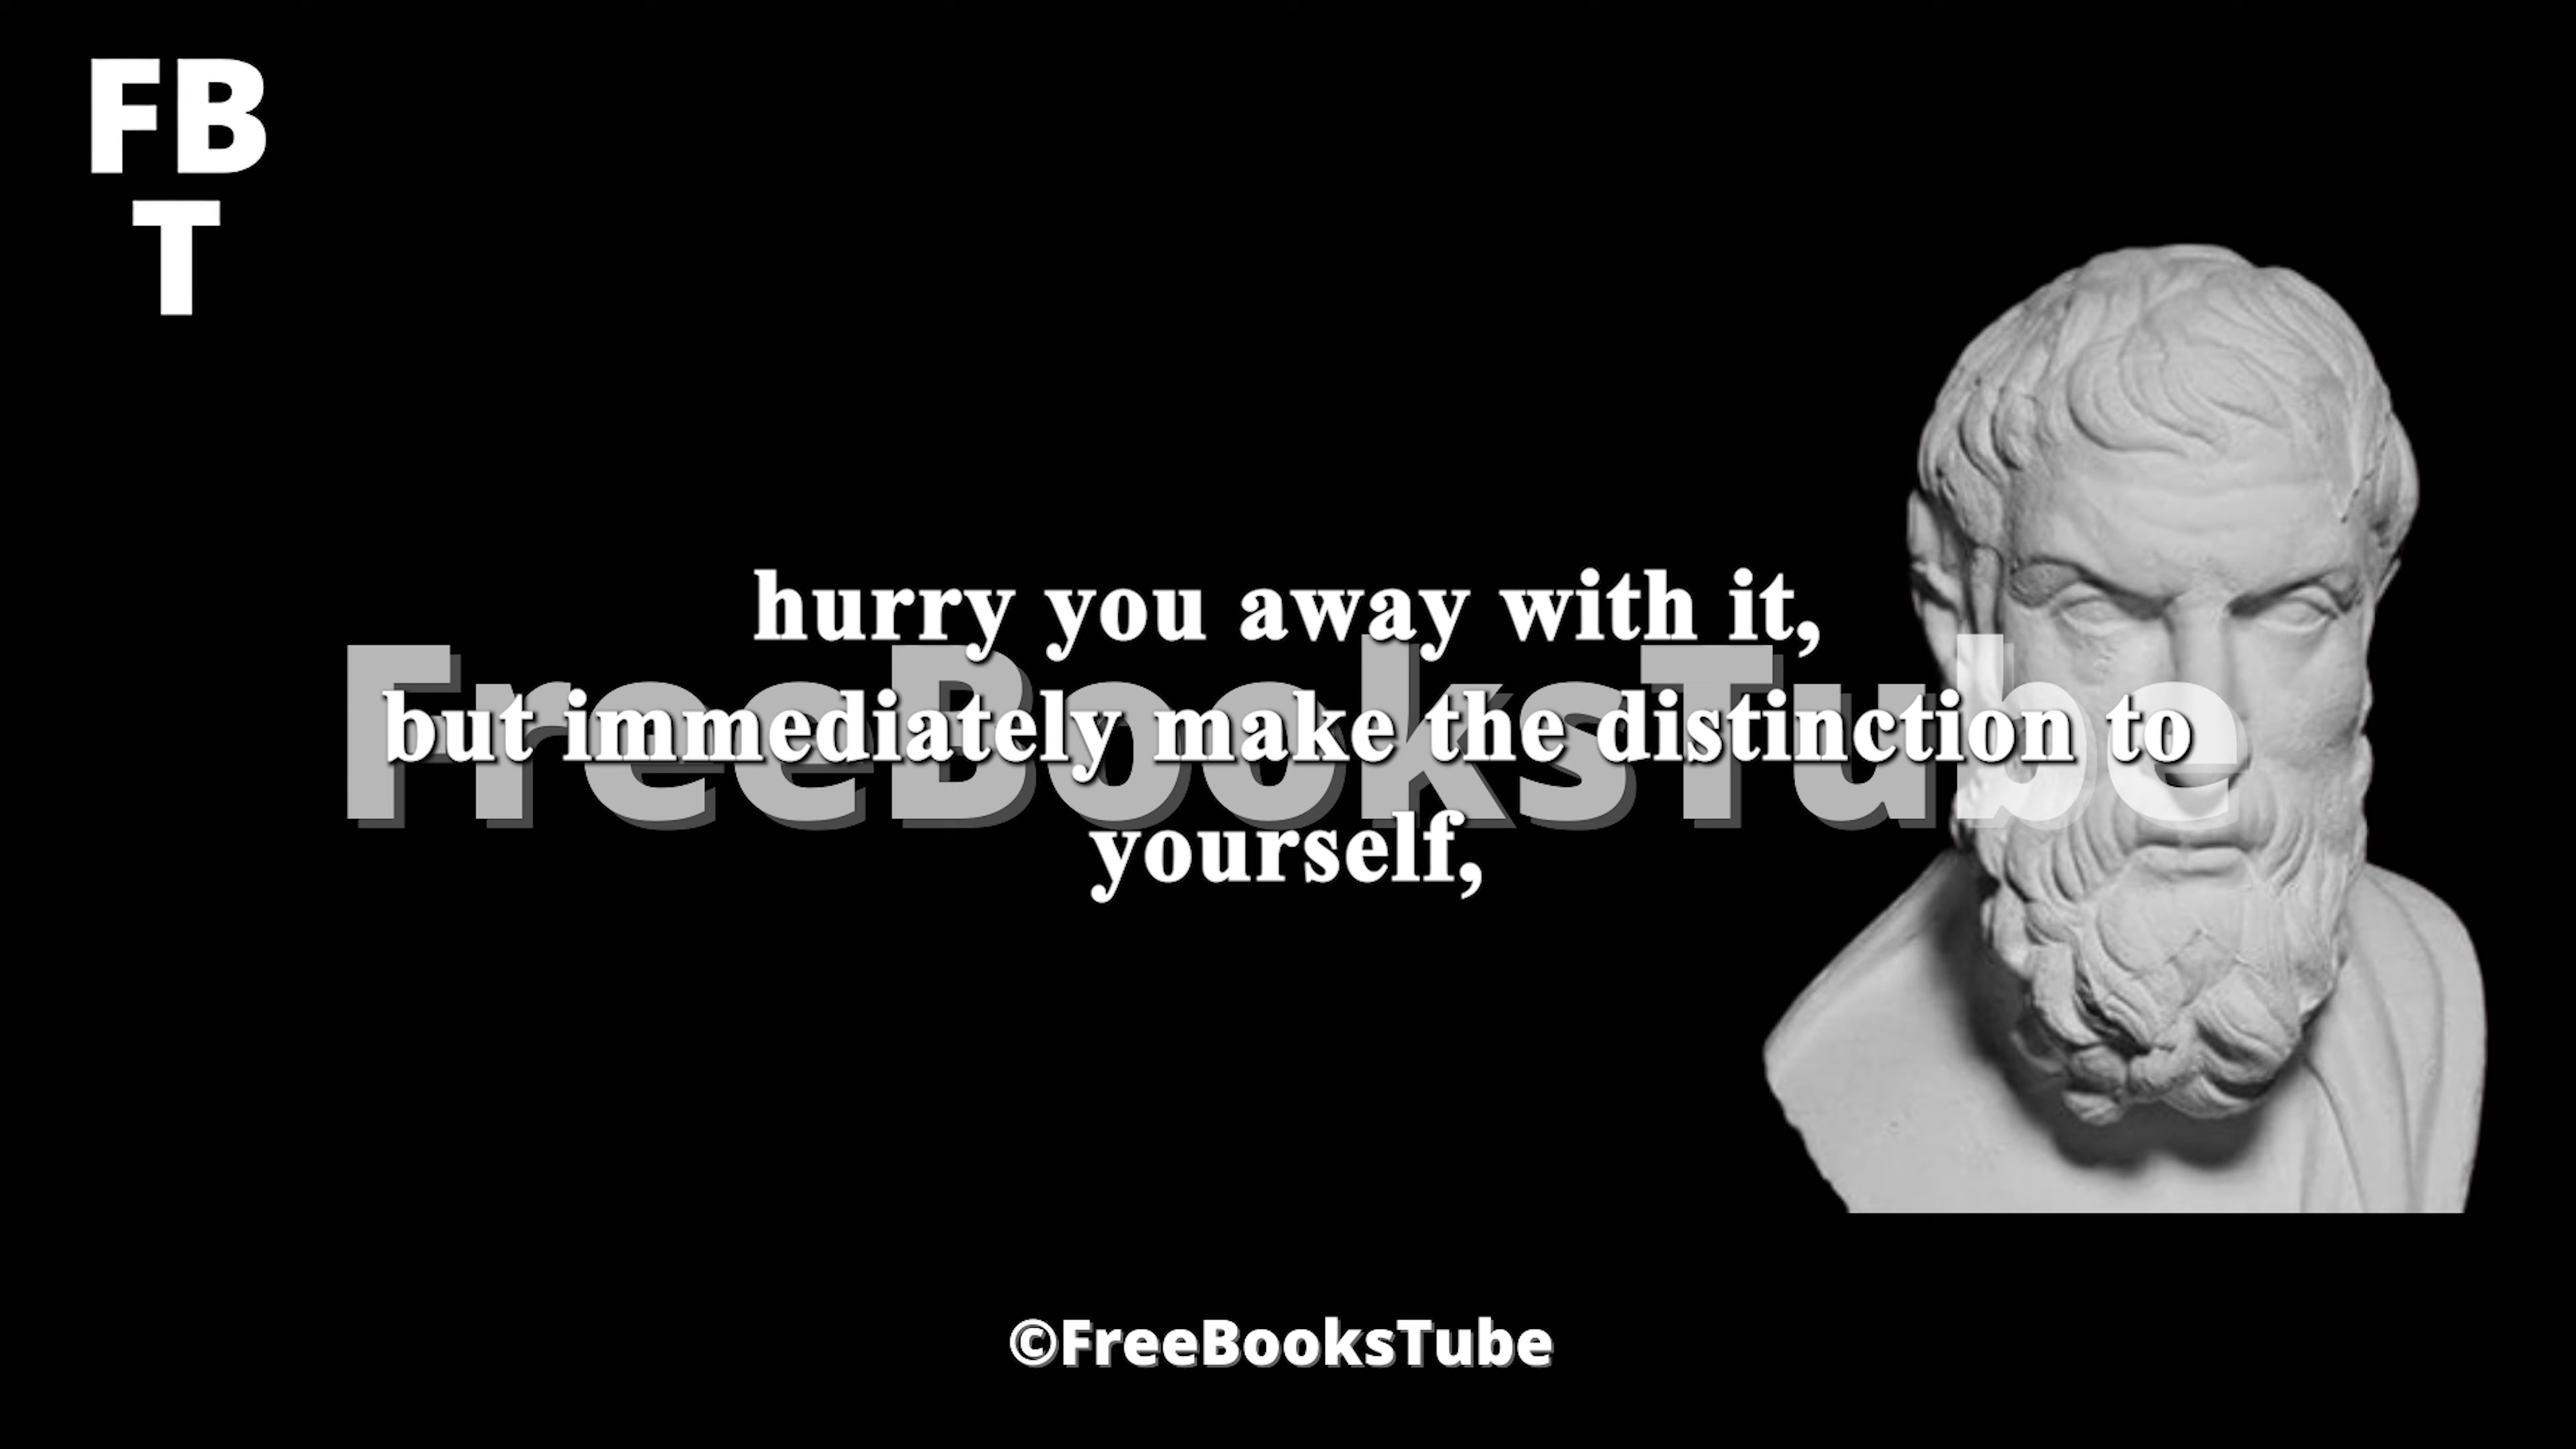 FB
T
hurry you away with it,
FreeBooksTube
but immediately make the distinction to
yourself,
©FreeBooksTube